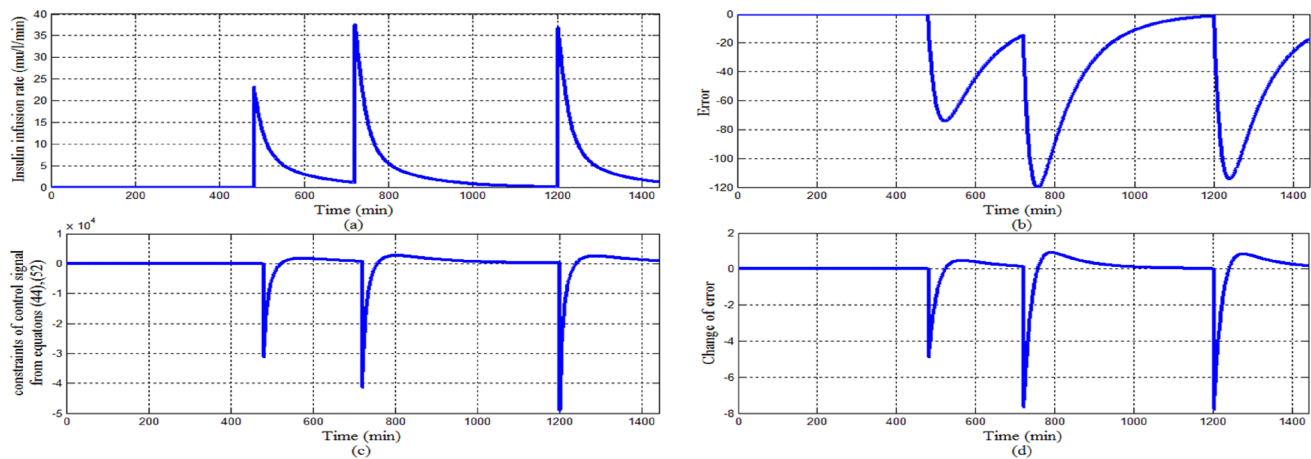 40
35
30
25
20
15
10
5
0
Insulin infusion rate (mu/l/min)
0 200 400 600 800 1000 1200 1400
Time (min)
(a)
0
-20
-40
-60
-80
-100
-120
Error
0 200 400 600 800 1000 1200 1400
Time (min)
(b)
× 10⁴
1
0
-1
-2
-3
-4
-5
constraints of control signal
from equatons (44),(52)
0 200 400 600 800 1000 1200 1400
Time (min)
(c)
2
0
-2
-4
-6
-8
Change of error
0 200 400 600 800 1000 1200 1400
Time (min)
(d)